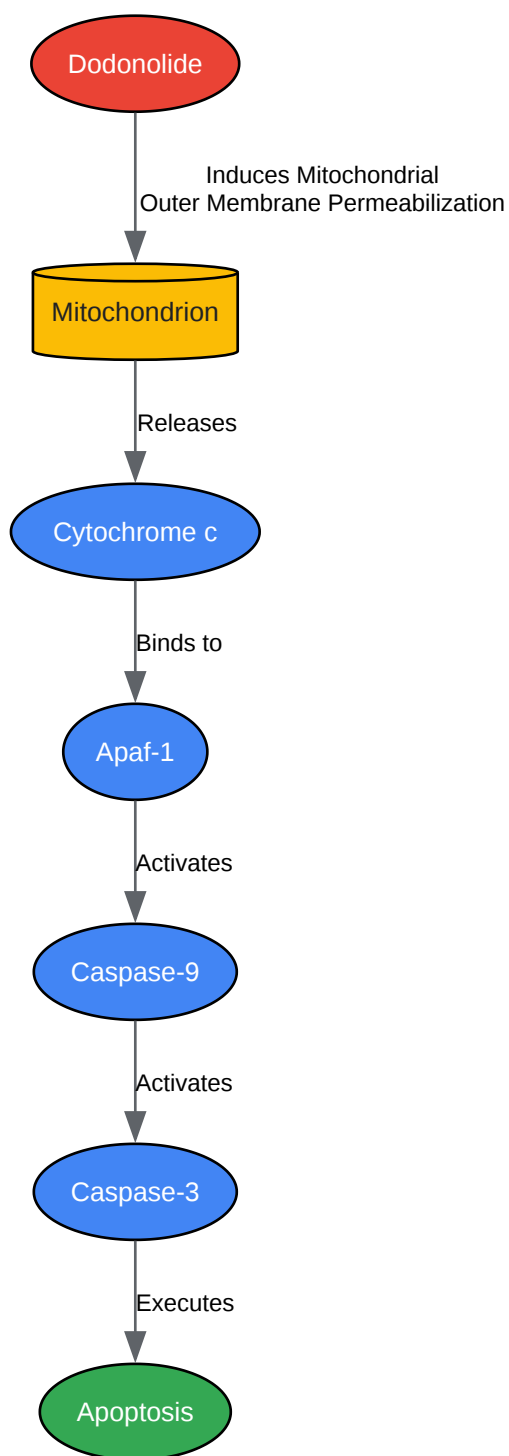 Dodonolide
Induces Mitochondrial
Outer Membrane Permeabilization
Mitochondrion
Releases
Cytochrome c
Binds to
Apaf-1
Activates
Caspase-9
Activates
Caspase-3
Executes
Apoptosis